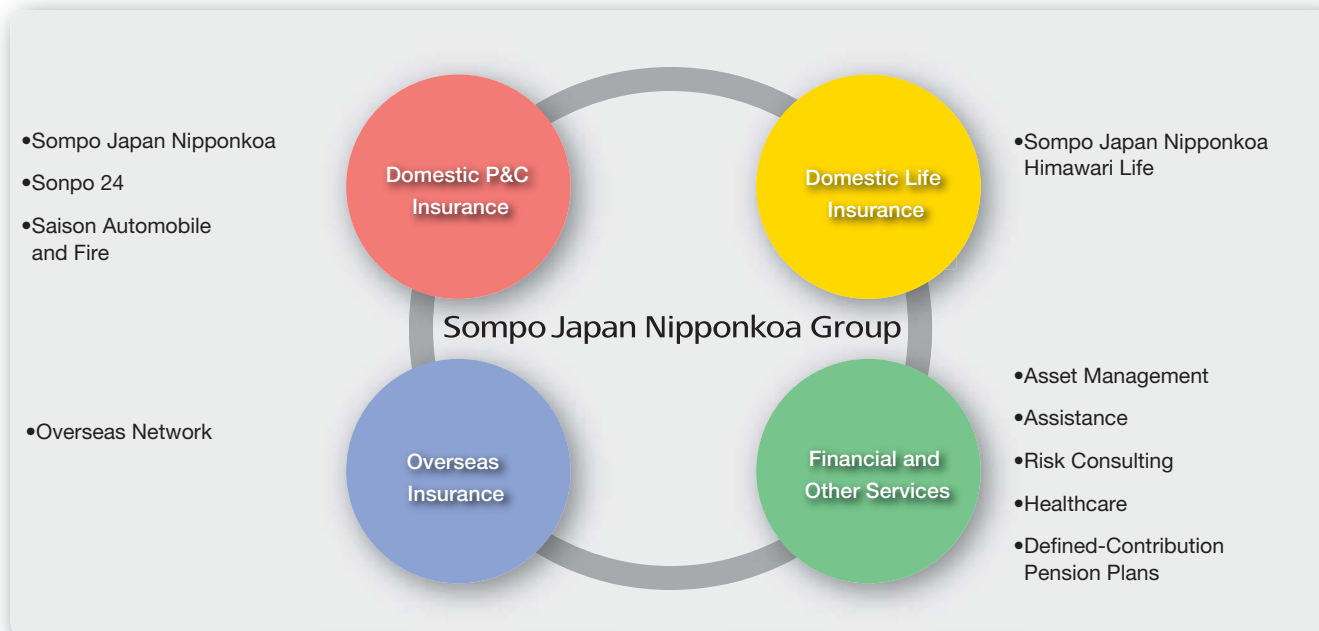 •Sompo Japan Nipponkoa
•Sonpo 24
•Saison Automobile
and Fire
Domestic P&C
Insurance
Domestic Life
Insurance
•Sompo Japan Nipponkoa
Himawari Life
Sompo Japan Nipponkoa Group
•Overseas Network
Overseas
Insurance
Financial and
Other Services
•Asset Management
•Assistance
•Risk Consulting
•Healthcare
•Defined-Contribution
Pension Plans